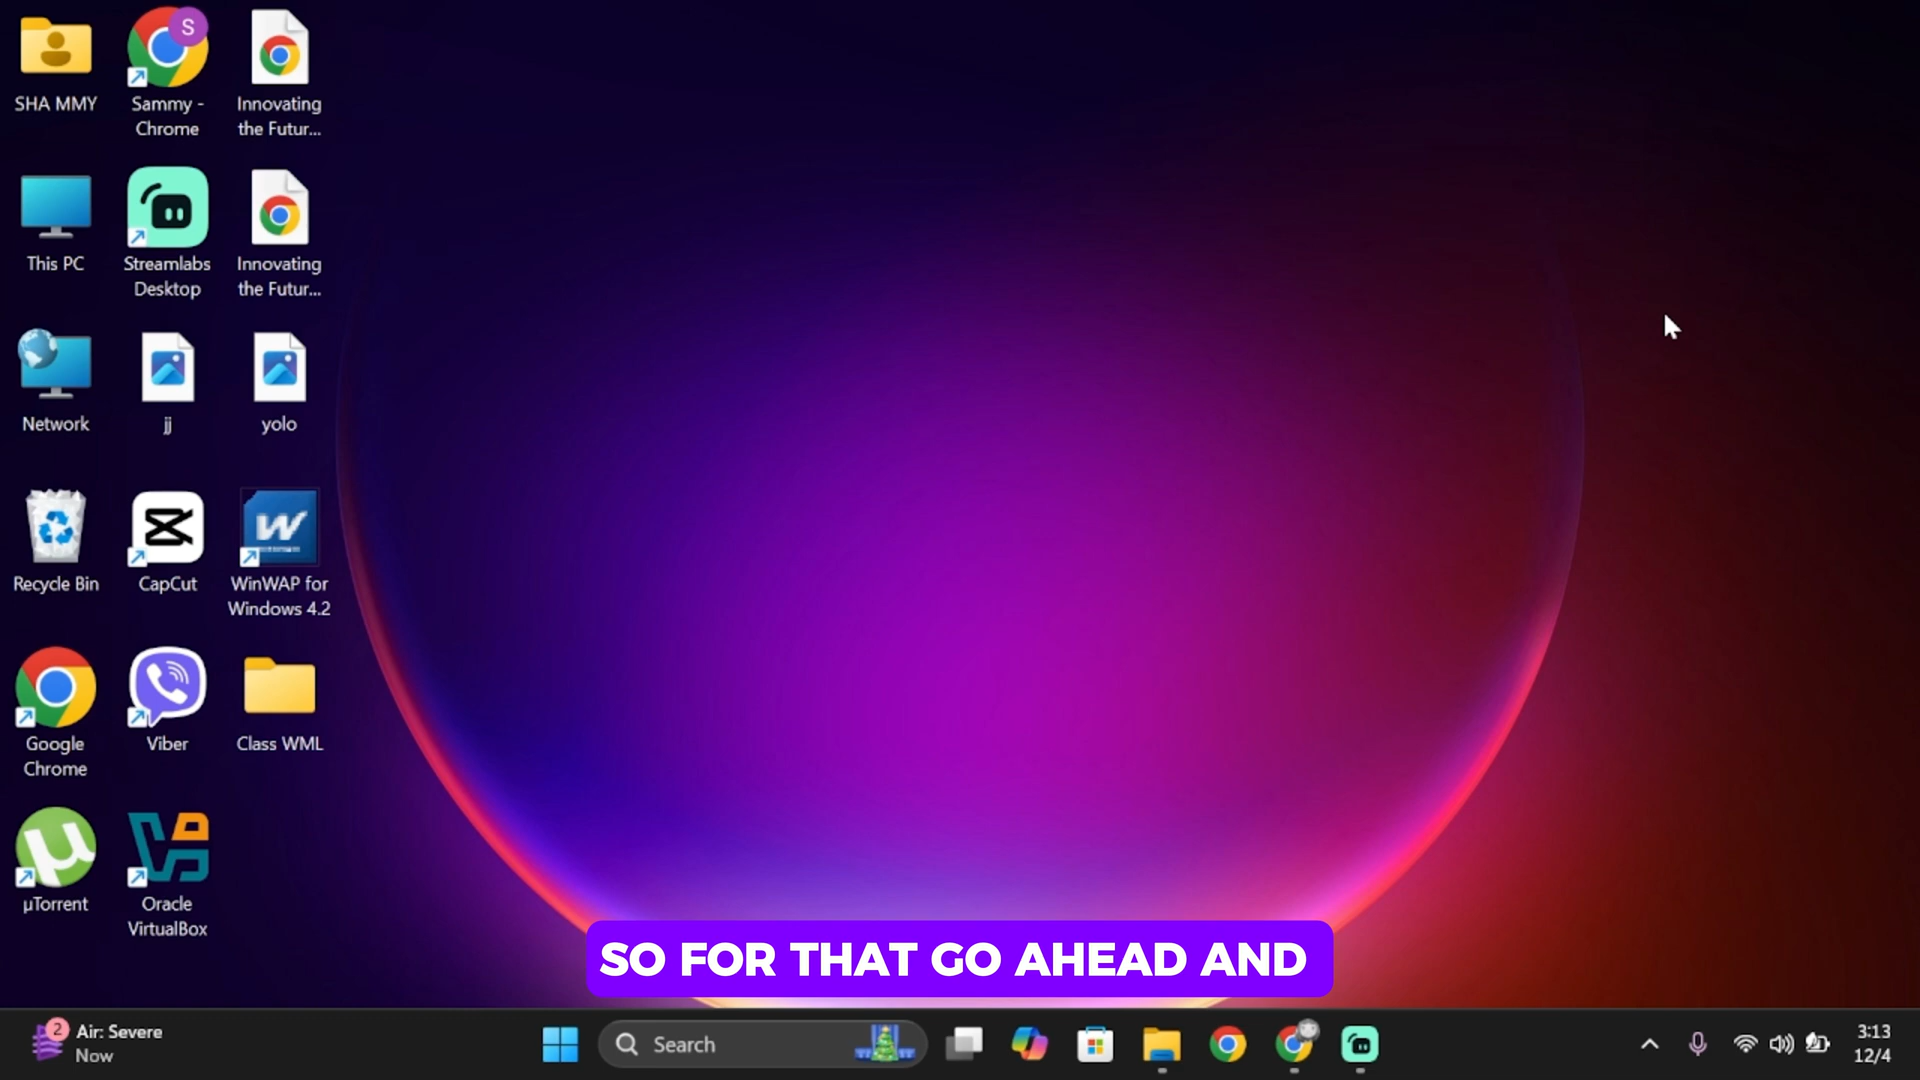 SHA MMY
S
Sammy -
Chrome
Innovating
the Futur...
This PC
Streamlabs
Desktop
Innovating
the Futur...
Network
jj
yolo
Recycle Bin
CapCut
W
WinWAP for
Windows 4.2
Google
Chrome
Viber
Class WML
µ
µTorrent
Oracle
VirtualBox
SO FOR THAT GO AHEAD AND
2
Air: Severe
Now
Search
3:13
12/4